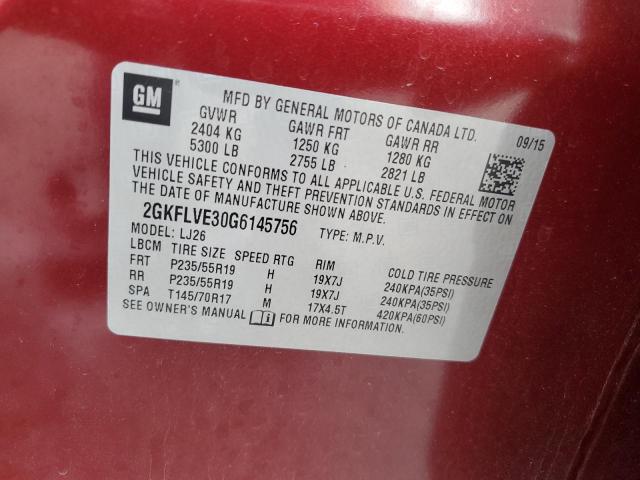 GM
MFD BY GENERAL MOTORS OF CANADA LTD.
GVWR GAWR FRT GAWR RR 09/15
2404 KG 1250 KG 1280 KG
5300 LB 2755 LB 2821 LB
THIS VEHICLE CONFORMS TO ALL APPLICABLE U.S. FEDERAL MOTOR
VEHICLE SAFETY AND THEFT PREVENTION STANDARDS IN EFFECT ON
THE DATE OF MANUFACTURE SHOWN ABOVE.
2GKFLVE30G6145756 TYPE: M.P.V.
MODEL: LJ26
LBCM TIRE SIZE SPEED RTG RIM COLD TIRE PRESSURE
FRT P235/55R19 H 19X7J 240KPA(35PSI)
RR P235/55R19 H 19X7J 240KPA(35PSI)
SPA T145/70R17 M 17X4.5T 420KPA(60PSI)
SEE OWNER'S MANUAL FOR MORE INFORMATION.